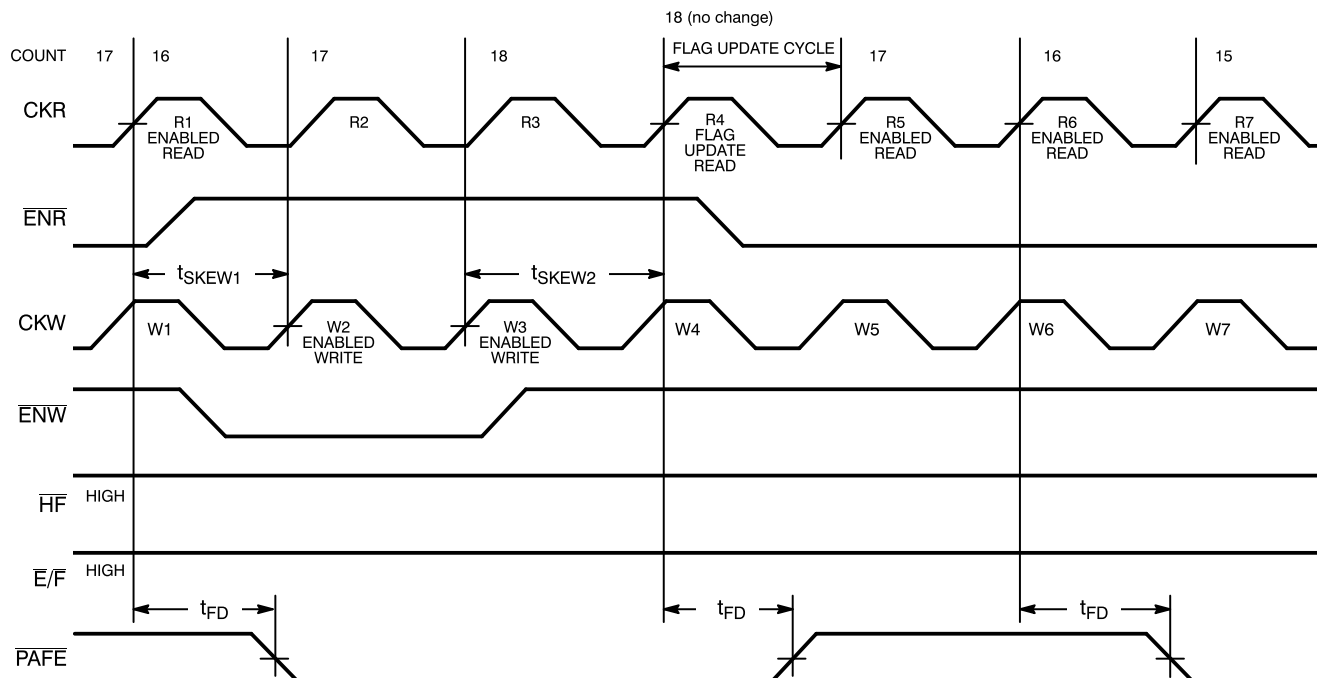 18 (no change)
COUNT 17 16 17 18 FLAG UPDATE CYCLE 17 16 15
CKR
R1 ENABLED READ
R2
R3
R4 FLAG UPDATE READ
R5 ENABLED READ
R6 ENABLED READ
R7 ENABLED READ
ENR
tSKEW1 tSKEW2
CKW
W1
W2 ENABLED WRITE
W3 ENABLED WRITE
W4
W5
W6
W7
ENW
HF HIGH
E/F HIGH
tFD tFD tFD
PAFE